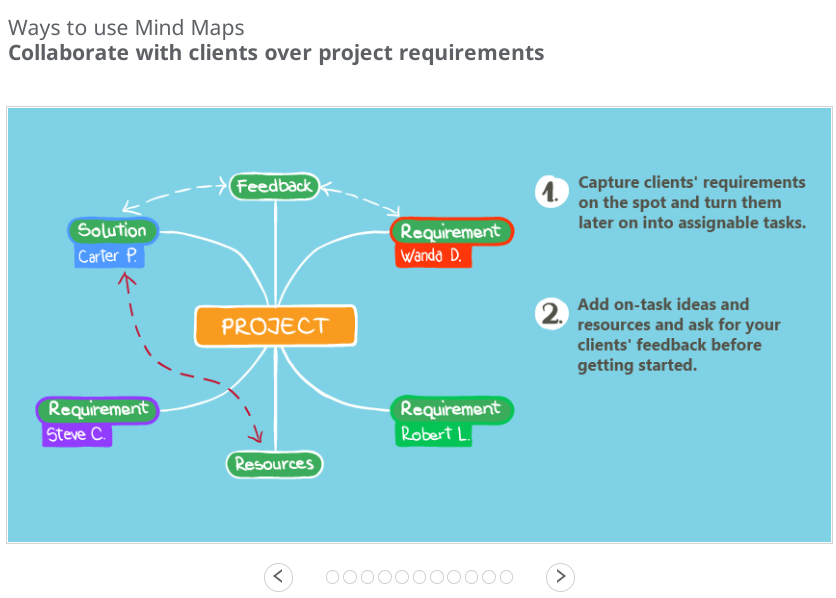 Ways to use Mind Maps
Collaborate with clients over project requirements
Feedback
Solution
Carter P.
Requirement
Wanda D.
PROJECT
Requirement
Steve C.
Requirement
Robert L.
Resources
1.
Capture clients' requirements
on the spot and turn them
later on into assignable tasks.
2.
Add on-task ideas and
resources and ask for your
clients' feedback before
getting started.